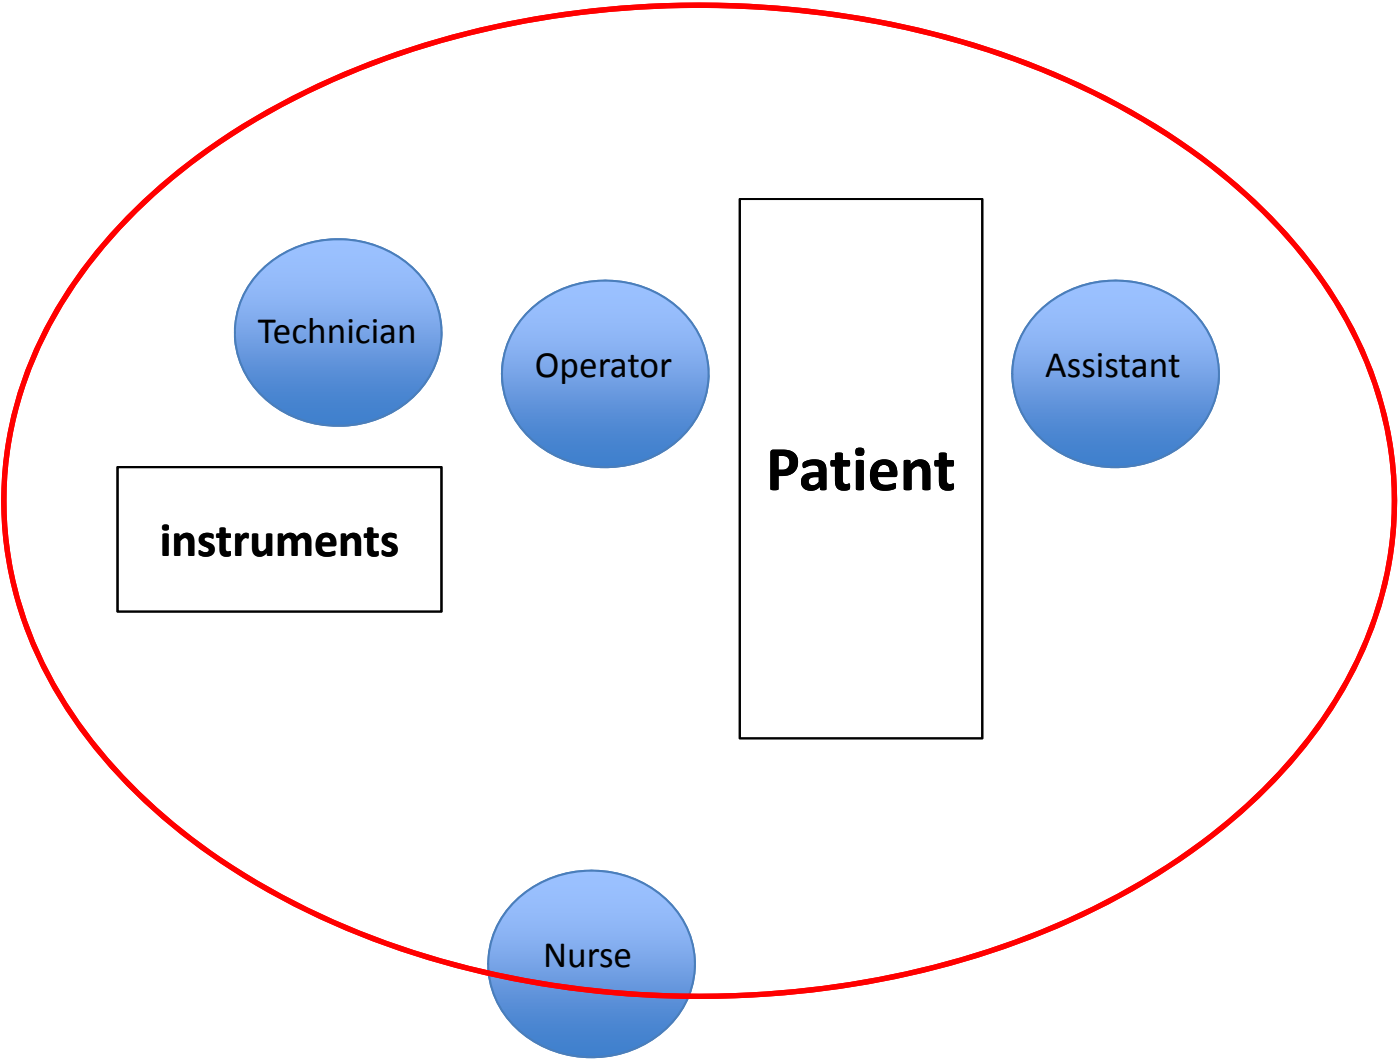 Technician
Operator
Assistant
Patient
instruments
Nurse